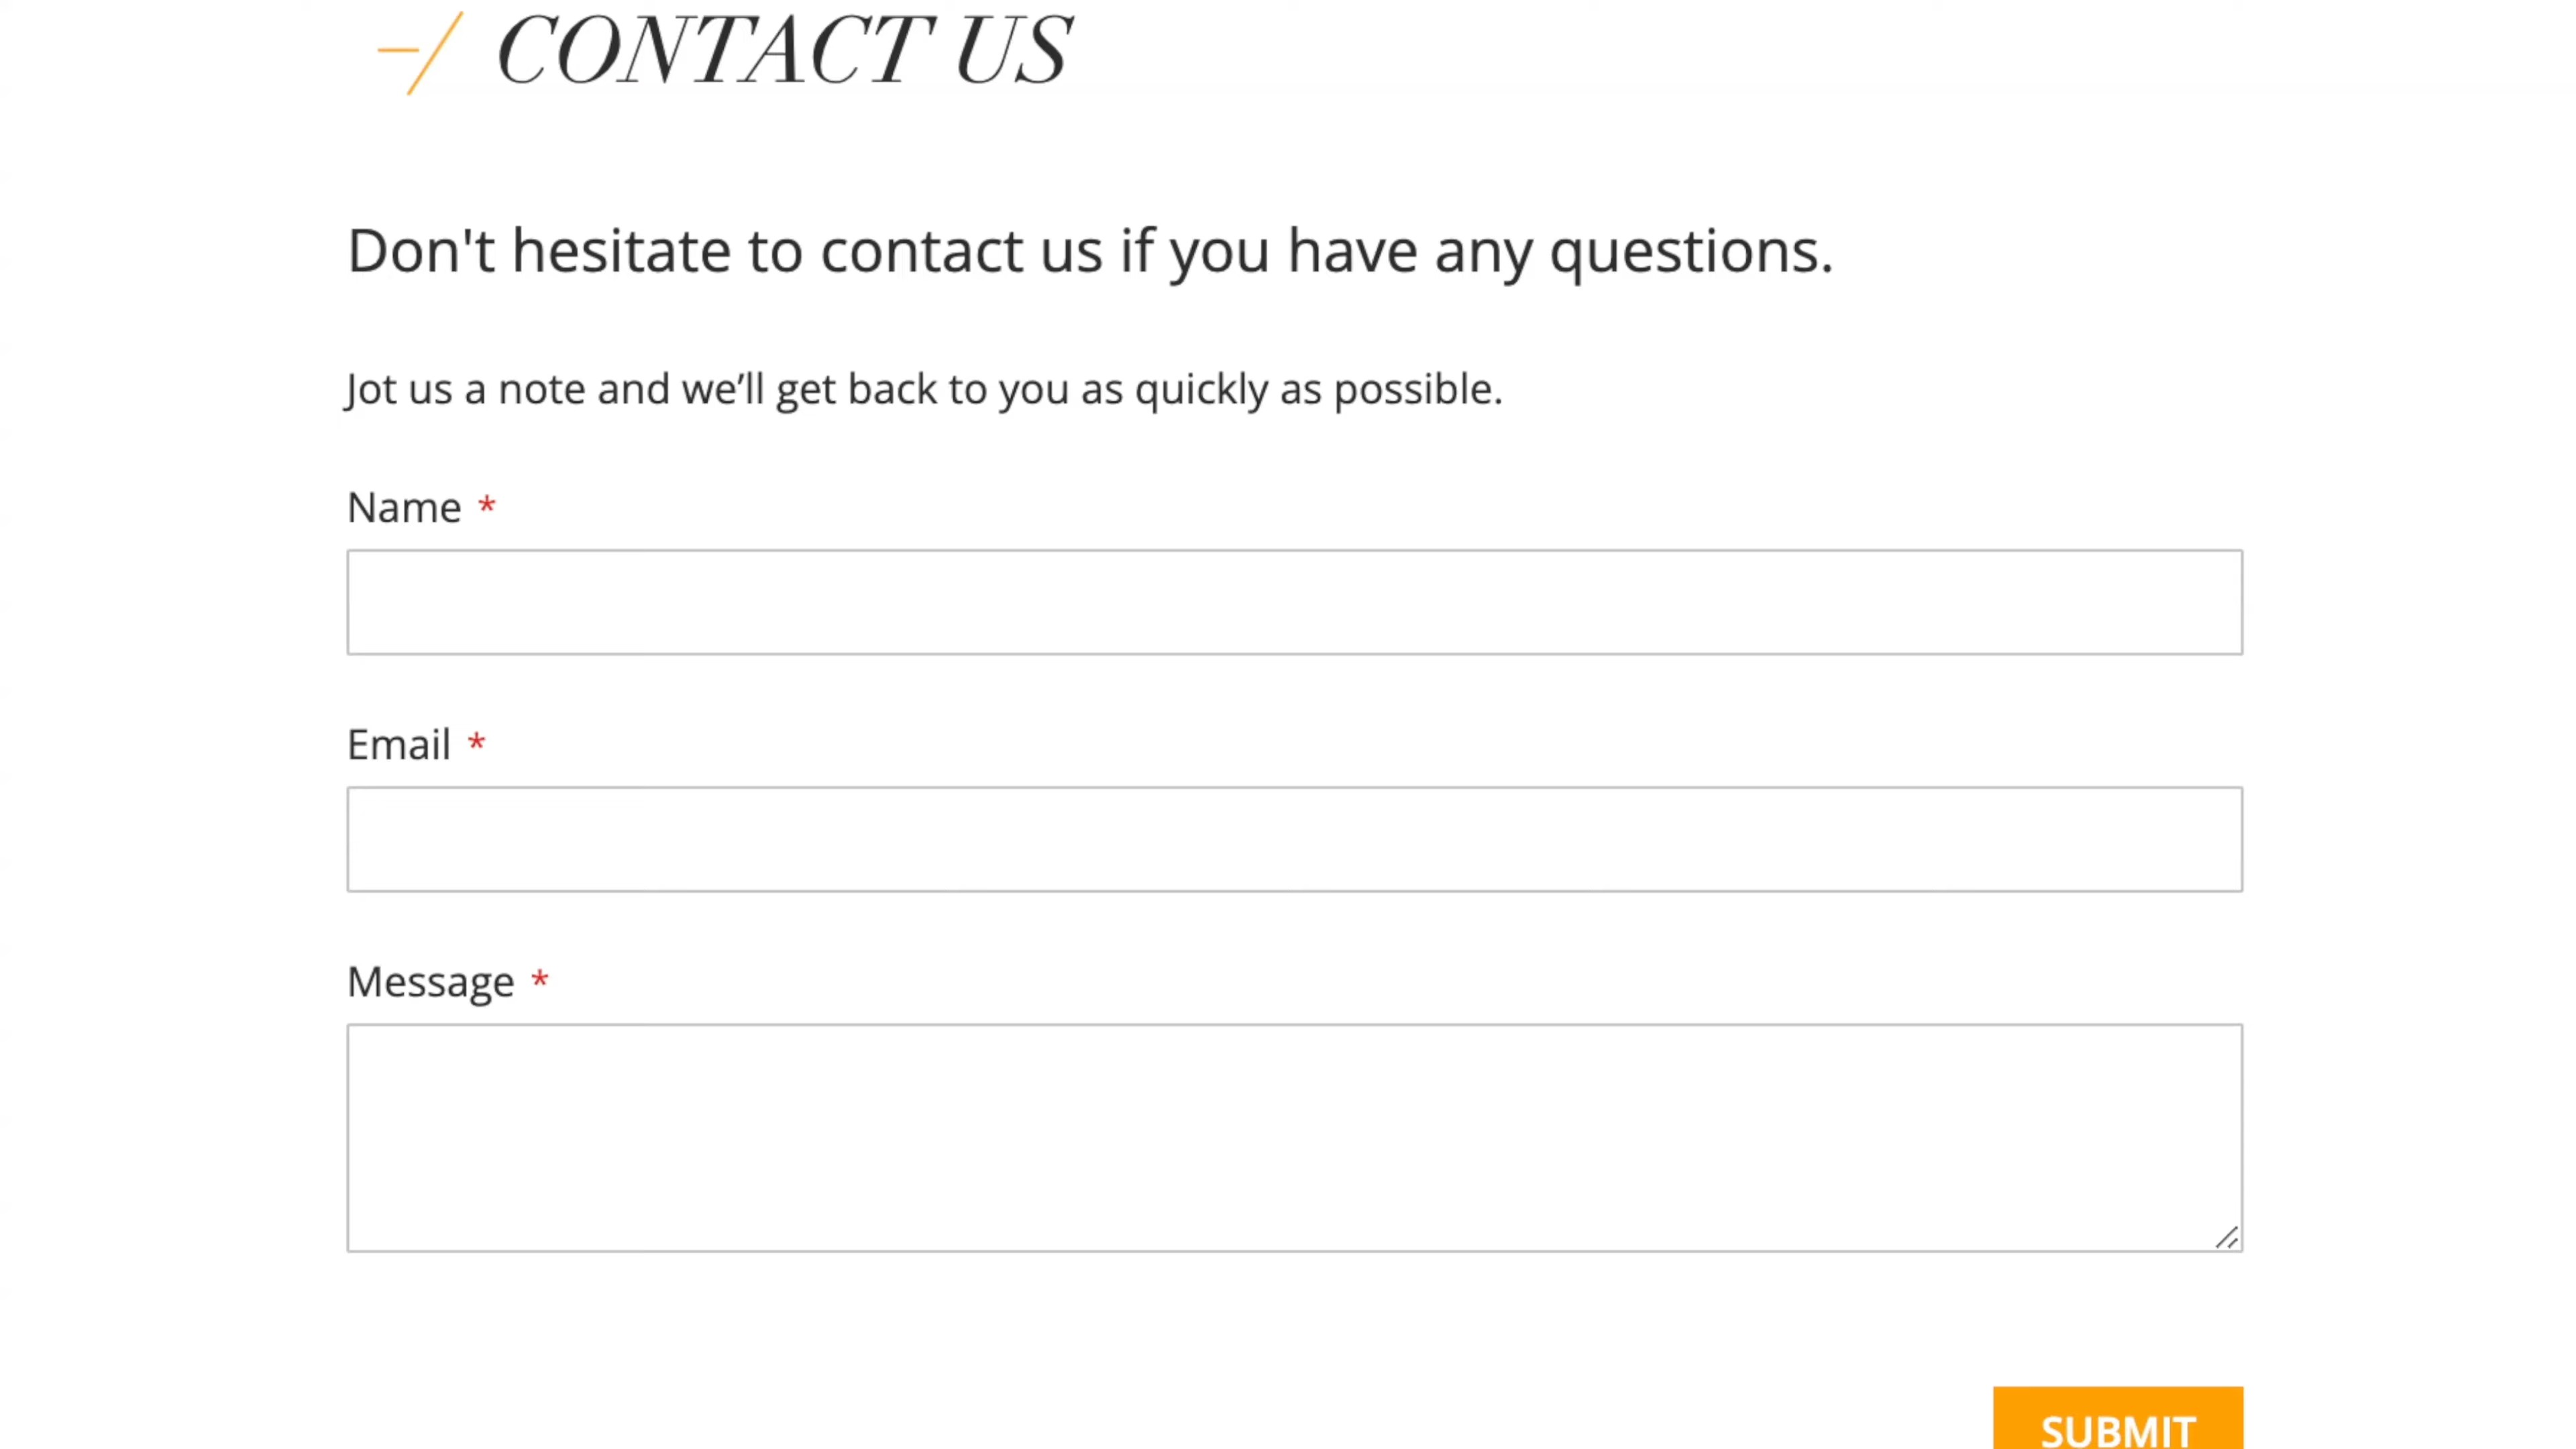 CONTACT US
Don't hesitate to contact us if you have any questions.
Jot us a note and we’ll get back to you as quickly as possible.
Name *
Email *
Message *
SUBMIT